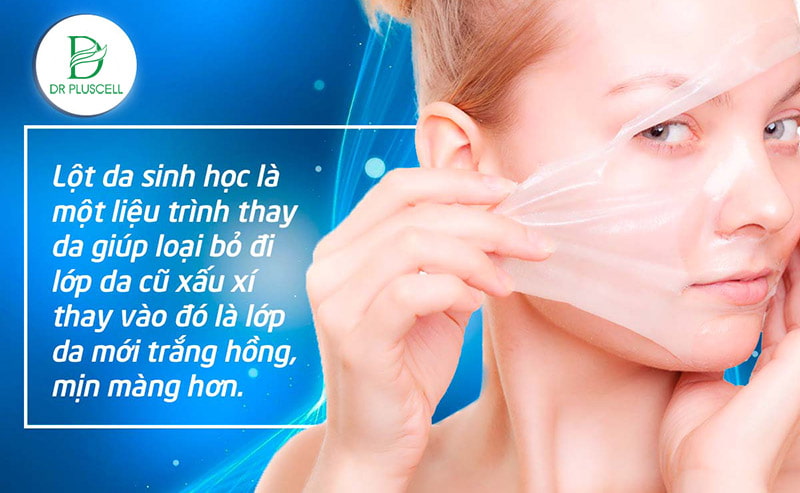 DR PLUSCELL
Lột da sinh học là
một liệu trình thay
da giúp loại bỏ đi
lớp da cũ xấu xí
thay vào đó là lớp
da mới trắng hồng,
mịn màng hơn.